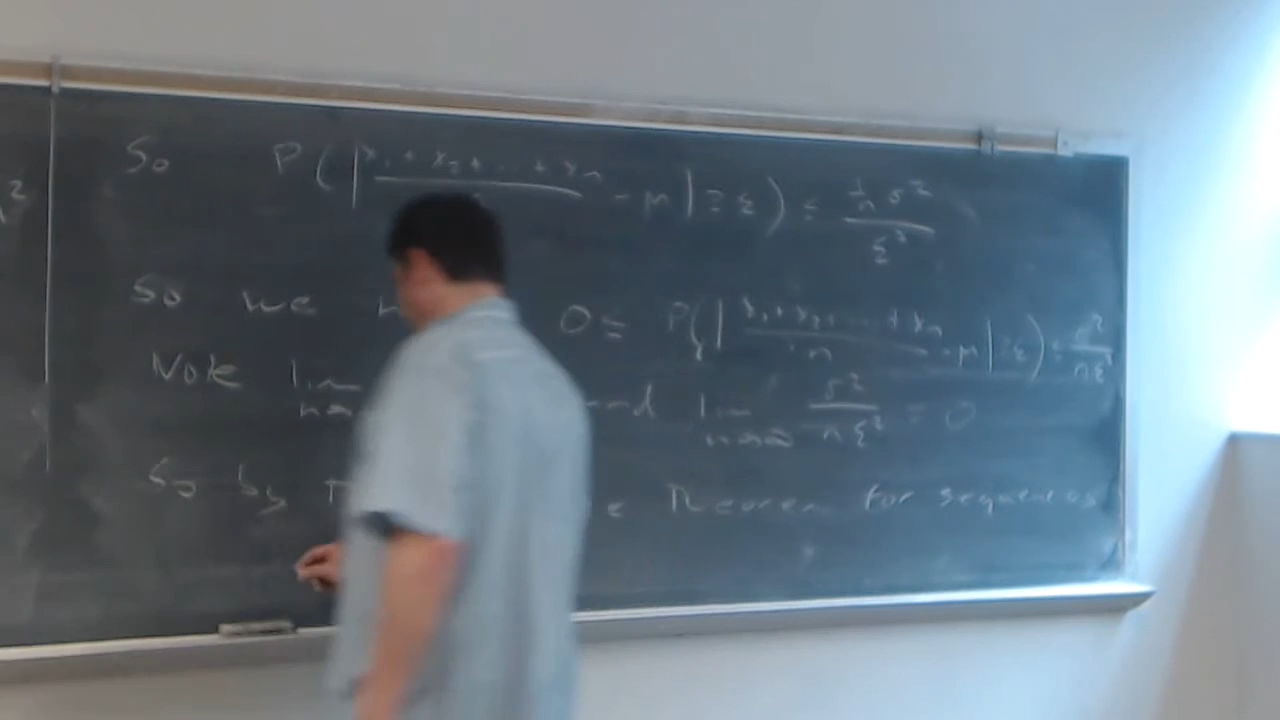 So P(|x₁ + x₂ + ... + xₙ / - μ| ≥ ε) ≤ 1/n σ² / ε²
So we 0 ≤ P(|x₁ + x₂ + ... + xₙ / n - μ| ≥ ε) ≤ σ² / nε²
Note lim n→∞ and lim n→∞ σ² / nε² = 0
So by Theorem for sequences